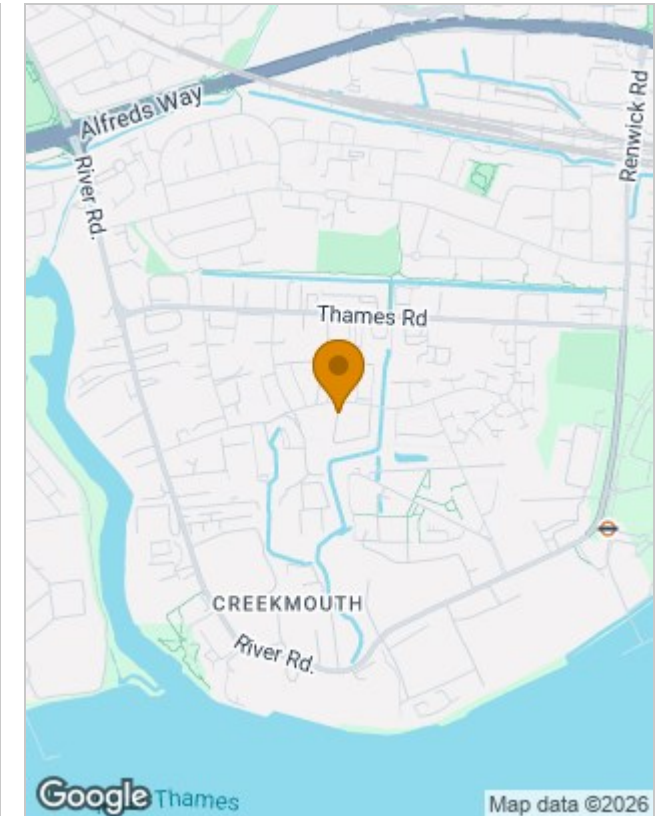 Alfreds Way
Renwick Rd
River Rd.
Thames Rd
CREEKMOUTH
River Rd.
Google
Thames
Map data ©2026